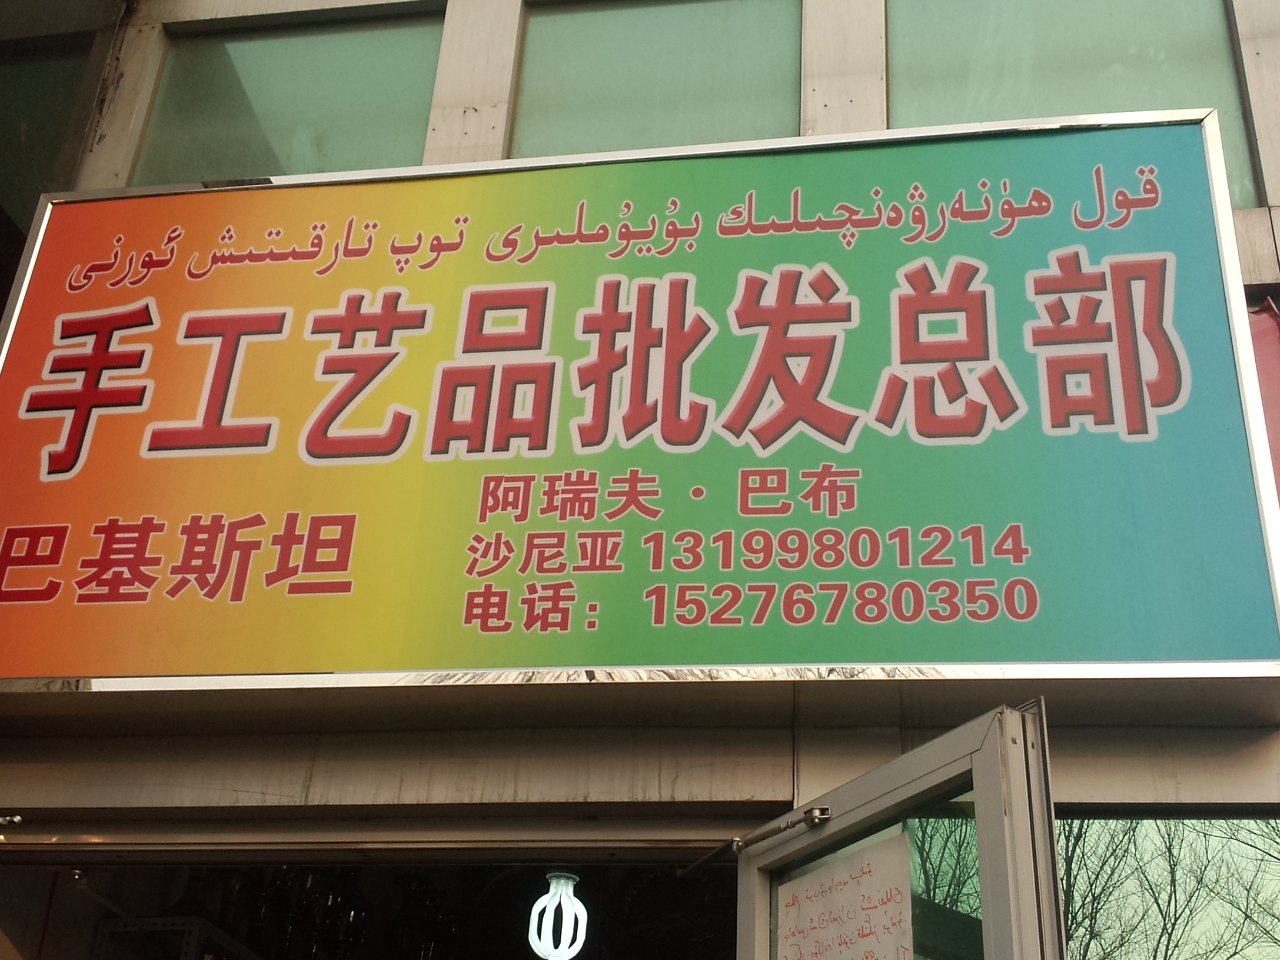 قول ھۈنەرۋەنچىلىك بۇيۇملىرى توپ تارقىتىش ئورنى
手工艺品批发总部
巴基斯坦
阿瑞夫·巴布
沙尼亚 13199801214
电话: 15276780350